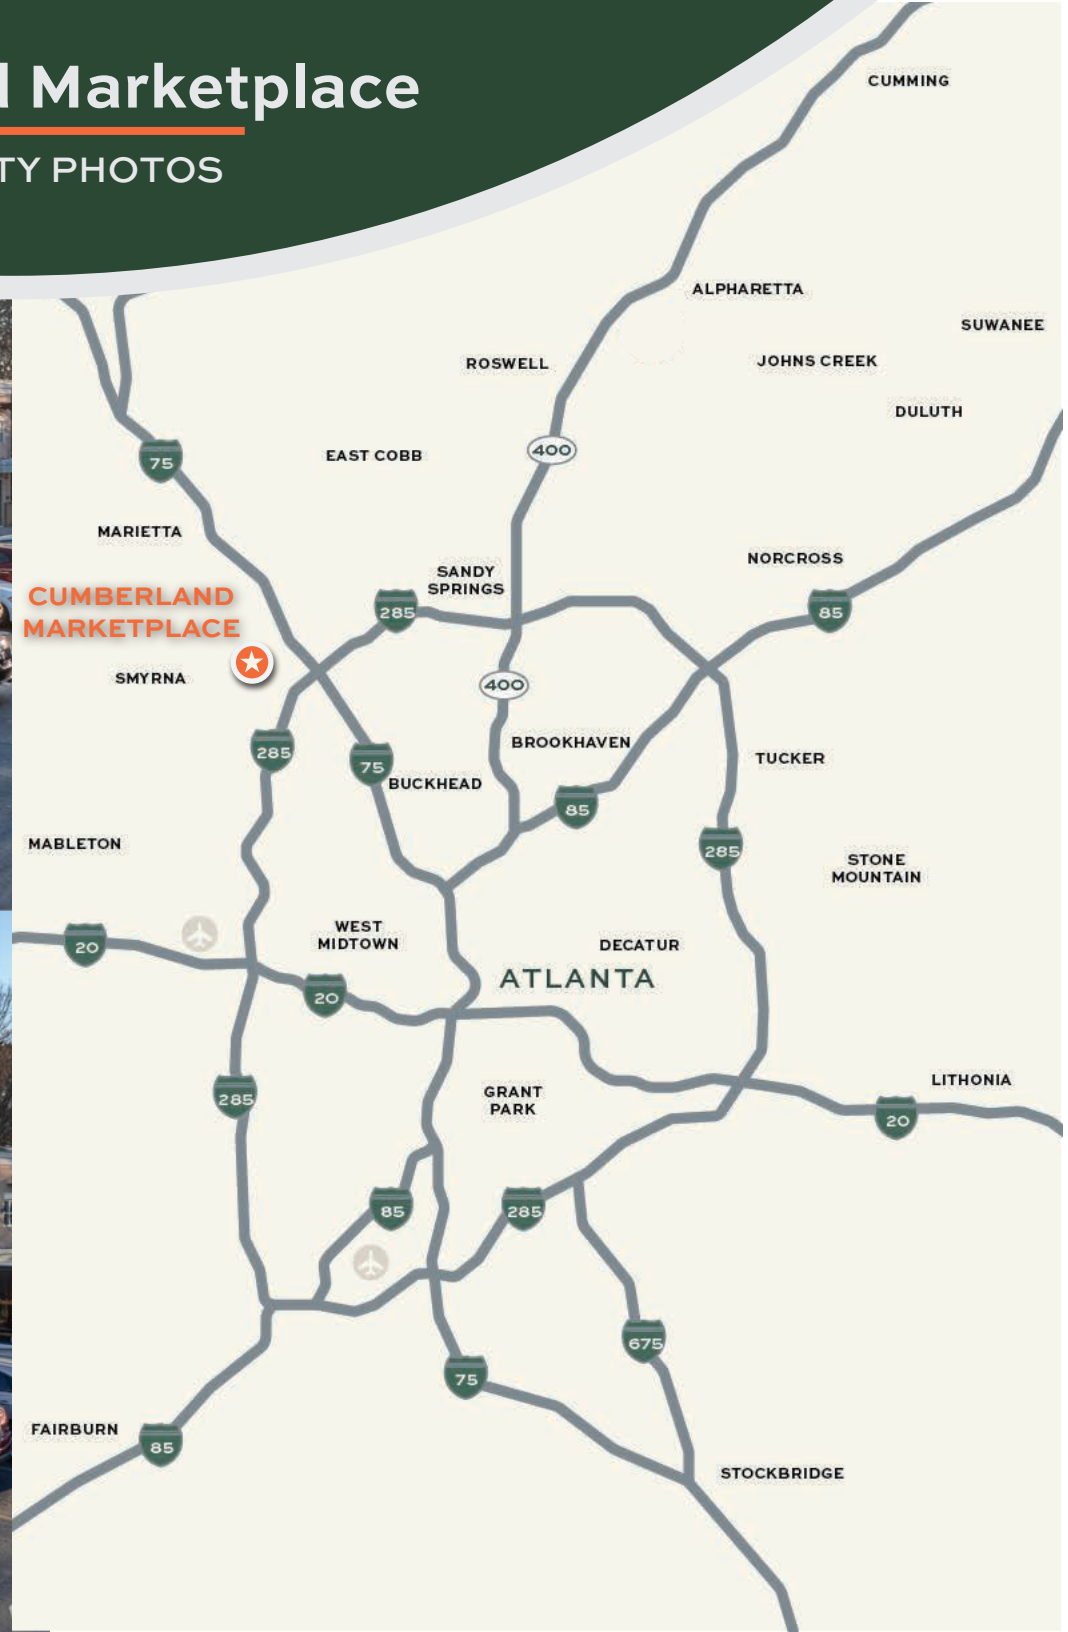 Marketplace
TY PHOTOS
CUMMING
ALPHARETTA
SUWANEE
ROSWELL
JOHNS CREEK
DULUTH
400
EAST COBB
75
MARIETTA
NORCROSS
SANDY
SPRINGS
CUMBERLAND
MARKETPLACE
285
85
SMYRNA
400
BROOKHAVEN
285
75
TUCKER
BUCKHEAD
85
MABLETON
285
STONE
MOUNTAIN
WEST
MIDTOWN
20
DECATUR
ATLANTA
20
LITHONIA
285
GRANT
PARK
20
85
285
675
75
FAIRBURN
85
STOCKBRIDGE